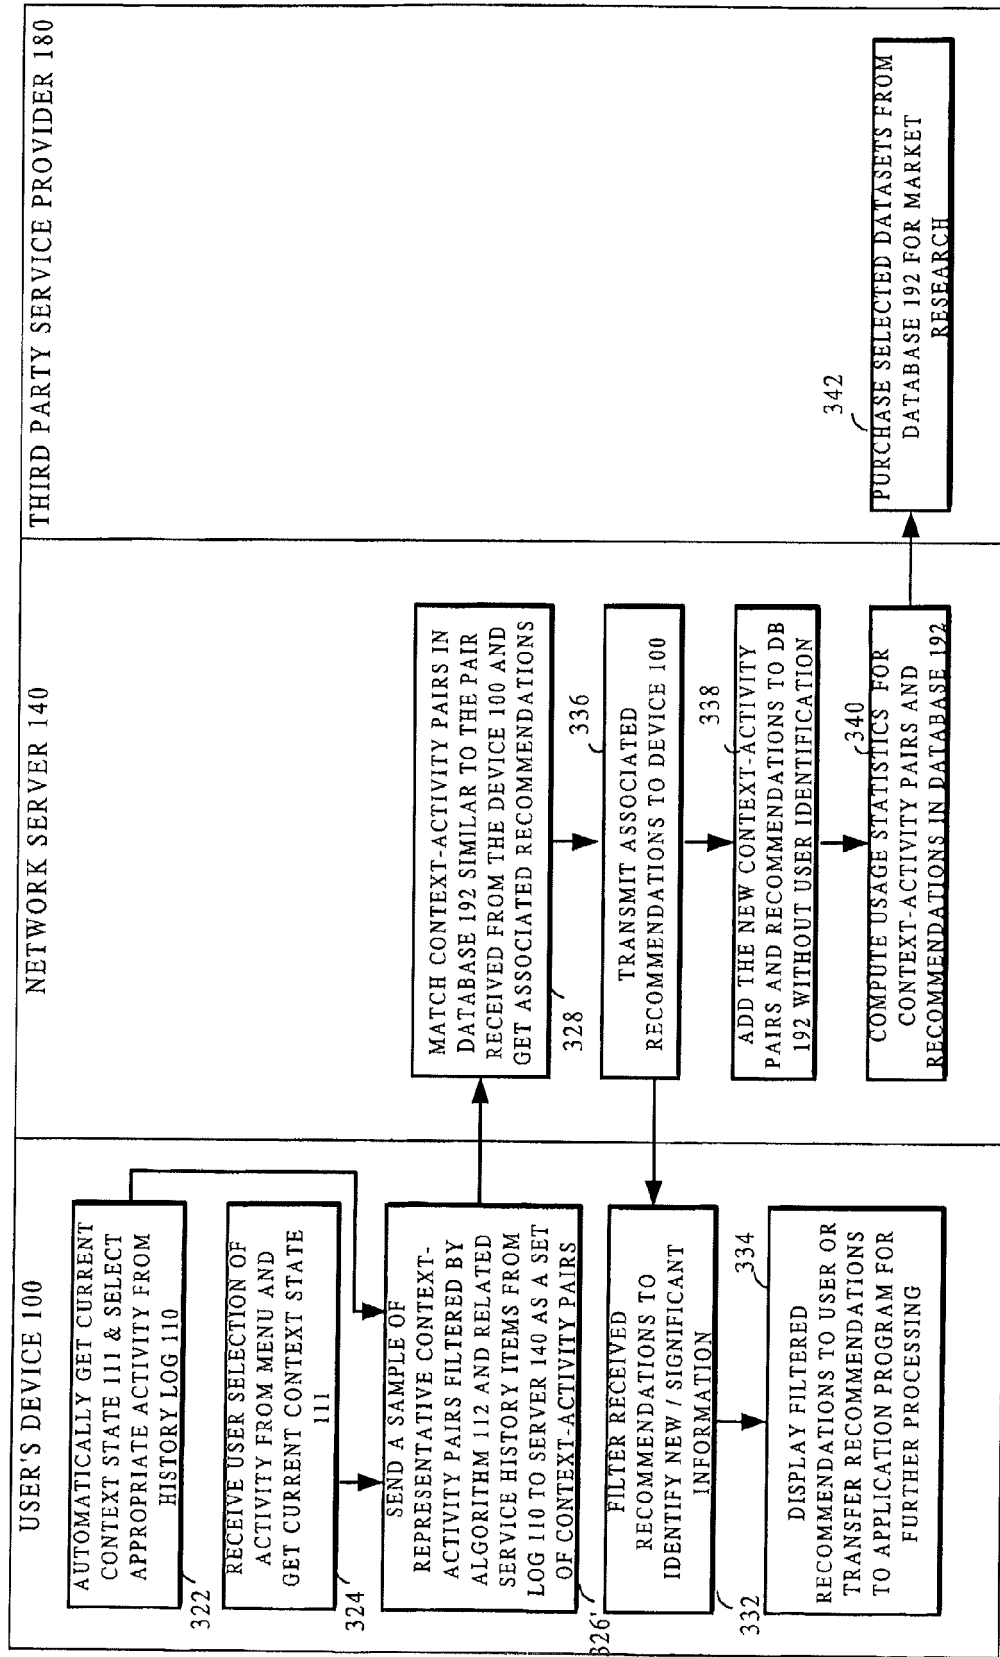 USER'S DEVICE 100
AUTOMATICALLY GET CURRENT
CONTEXT STATE 111 & SELECT
APPROPRIATE ACTIVITY FROM
HISTORY LOG 110
322
RECEIVE USER SELECTION OF
ACTIVITY FROM MENU AND
GET CURRENT CONTEXT STATE
111
324
SEND A SAMPLE OF
REPRESENTATIVE CONTEXT-
ACTIVITY PAIRS FILTERED BY
ALGORITHM 112 AND RELATED
SERVICE HISTORY ITEMS FROM
LOG 110 TO SERVER 140 AS A SET
OF CONTEXT-ACTIVITY PAIRS
326'
FILTER RECEIVED
RECOMMENDATIONS TO
IDENTIFY NEW / SIGNIFICANT
INFORMATION
332
334
DISPLAY FILTERED
RECOMMENDATIONS TO USER OR
TRANSFER RECOMMENDATIONS
TO APPLICATION PROGRAM FOR
FURTHER PROCESSING
NETWORK SERVER 140
MATCH CONTEXT-ACTIVITY PAIRS IN
DATABASE 192 SIMILAR TO THE PAIR
RECEIVED FROM THE DEVICE 100 AND
GET ASSOCIATED RECOMMENDATIONS
328
336
TRANSMIT ASSOCIATED
RECOMMENDATIONS TO DEVICE 100
338
ADD THE NEW CONTEXT-ACTIVITY
PAIRS AND RECOMMENDATIONS TO DB
192 WITHOUT USER IDENTIFICATION
340
COMPUTE USAGE STATISTICS FOR
CONTEXT-ACTIVITY PAIRS AND
RECOMMENDATIONS IN DATABASE 192
THIRD PARTY SERVICE PROVIDER 180
342
PURCHASE SELECTED DATASETS FROM
DATABASE 192 FOR MARKET
RESEARCH